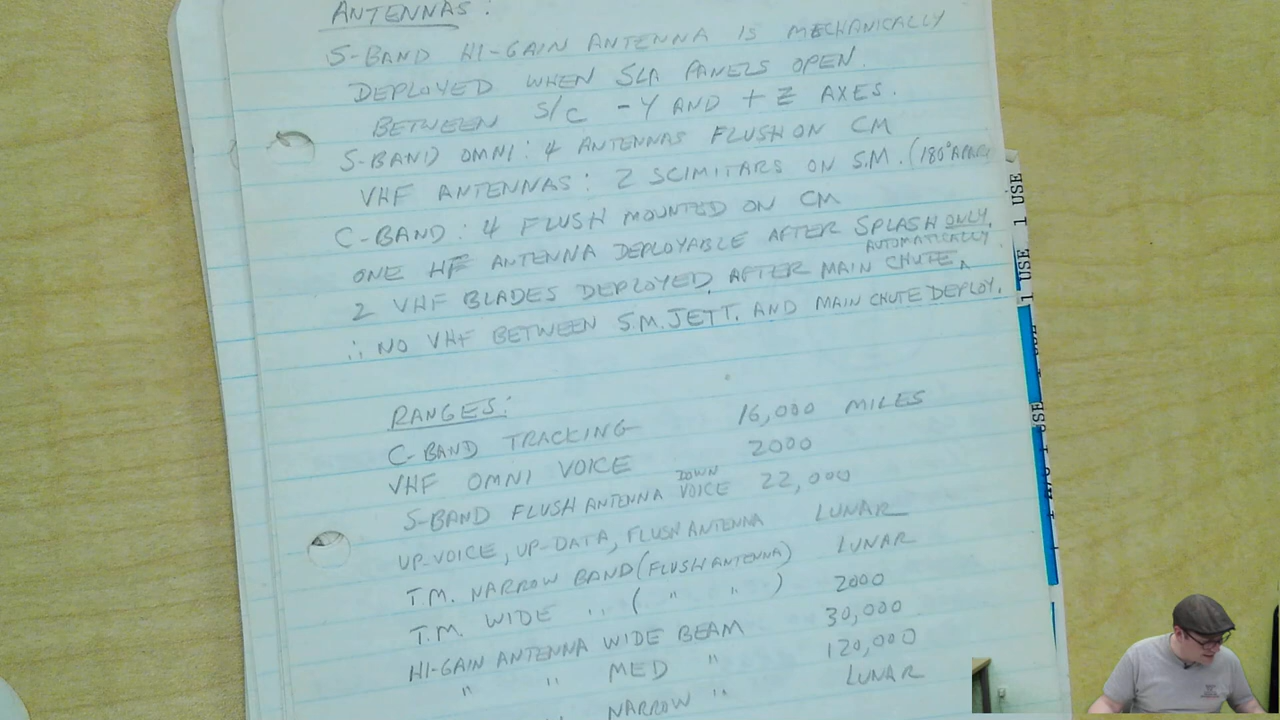 ANTENNAS:
S-BAND HI-GAIN ANTENNA IS MECHANICALLY
DEPLOYED WHEN SLA PANELS OPEN.
BETWEEN S/C -Y AND +Z AXES.
S-BAND OMNI: 4 ANTENNAS FLUSH ON CM
VHF ANTENNAS: 2 SCIMITARS ON S.M. (180° APART
C-BAND: 4 FLUSH MOUNTED ON CM
ONE HF ANTENNA DEPLOYABLE AFTER SPLASH ONLY.
AUTOMATICALLY
2 VHF BLADES DEPLOYED AFTER MAIN CHUTE ^
∴ NO VHF BETWEEN S.M. JETT. AND MAIN CHUTE DEPLOY.
RANGES:
C-BAND TRACKING 16,000 MILES
VHF OMNI VOICE 2000
S-BAND FLUSH ANTENNA DOWN VOICE 22,000
UP-VOICE, UP-DATA, FLUSH ANTENNA LUNAR
T.M. NARROW BAND (FLUSH ANTENNA) LUNAR
T.M. WIDE " ( " " ) 2000
HI-GAIN ANTENNA WIDE BEAM 30,000
" " MED " 120,000
NARROW " LUNAR
1 USE
1 USE